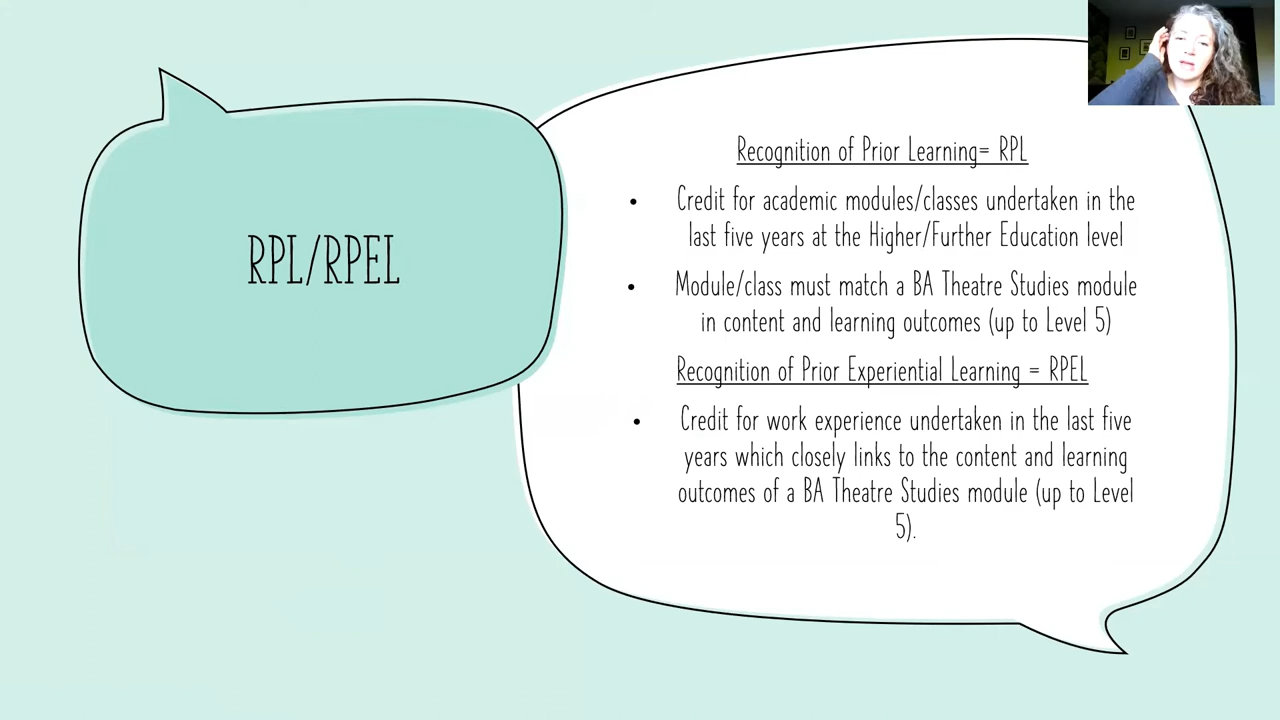 RPL/RPEL
Recognition of Prior Learning= RPL
• Credit for academic modules/classes undertaken in the
last five years at the Higher/Further Education level
• Module/class must match a BA Theatre Studies module
in content and learning outcomes (up to Level 5)
Recognition of Prior Experiential Learning = RPEL
• Credit for work experience undertaken in the last five
years which closely links to the content and learning
outcomes of a BA Theatre Studies module (up to Level
5).